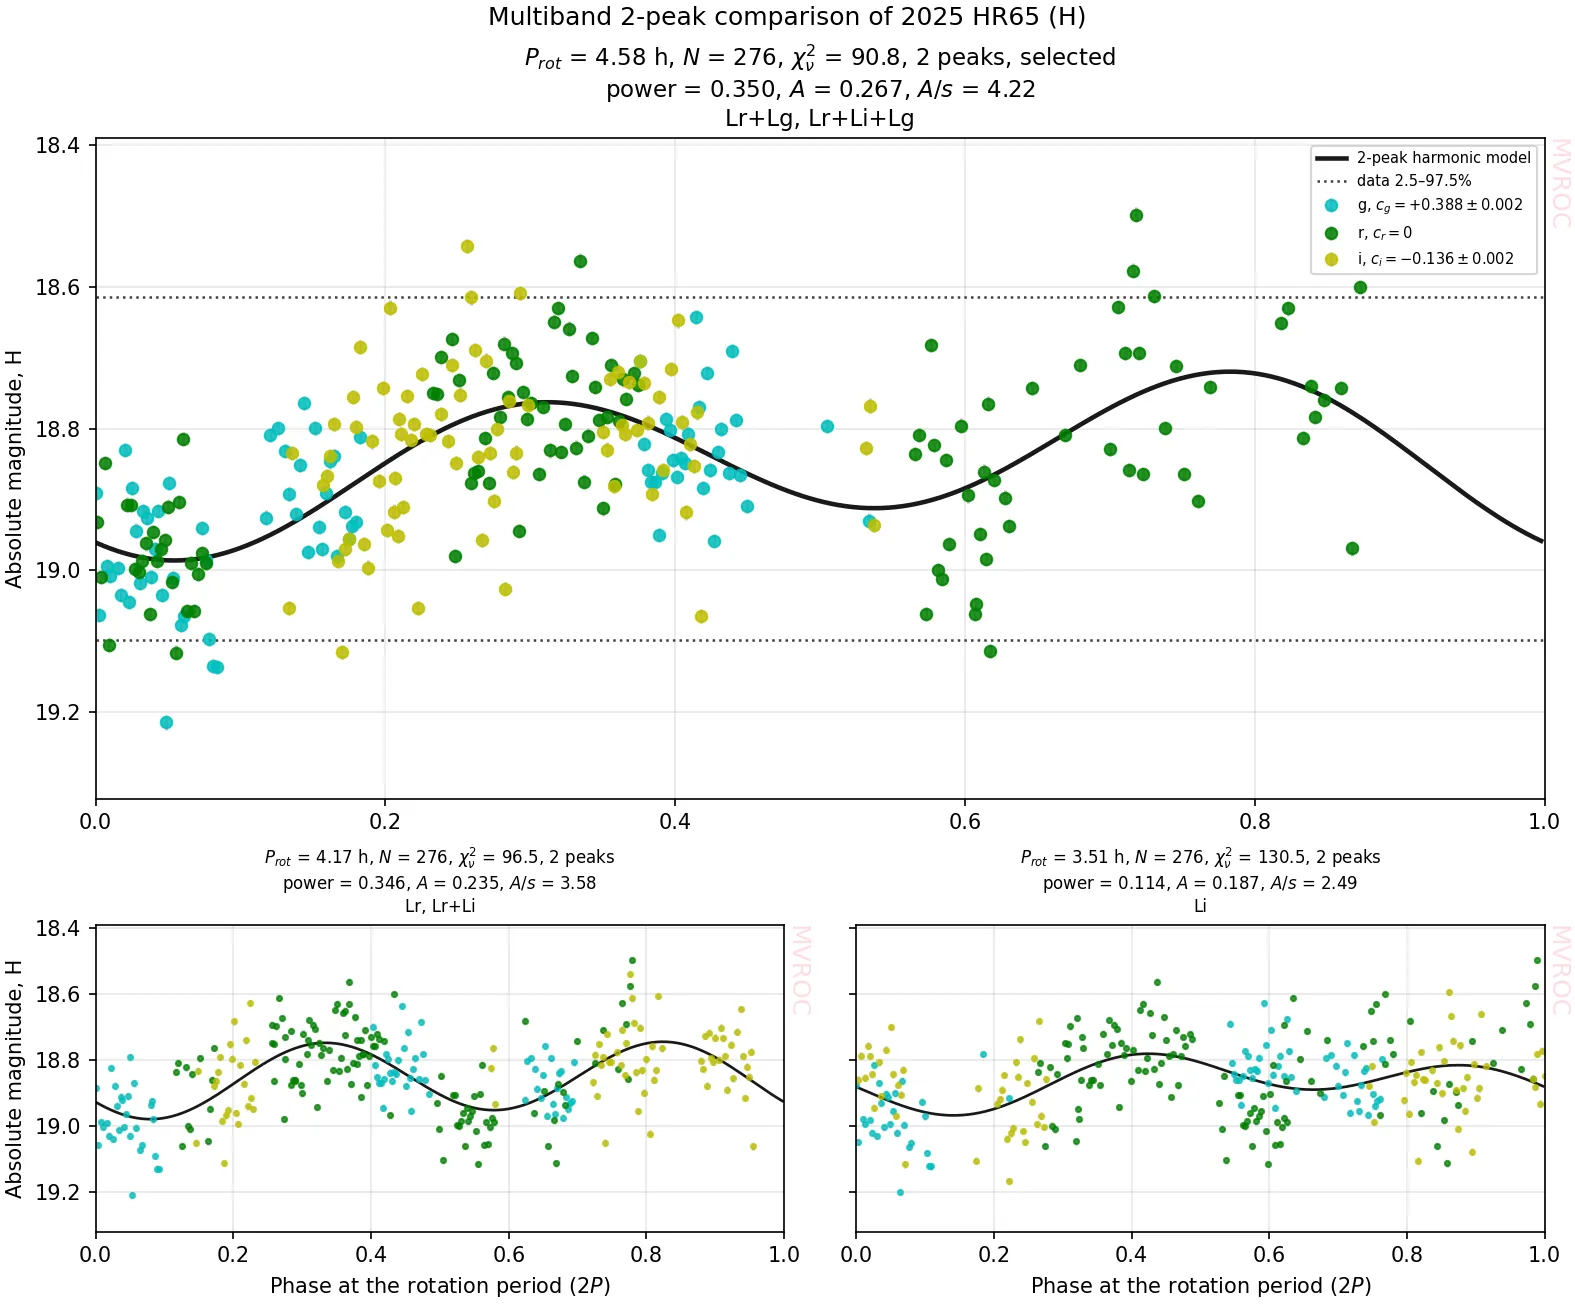 Multiband 2-peak comparison of 2025 HR65 (H)
P_rot = 4.58 h, N = 276, χ²_ν = 90.8, 2 peaks, selected
power = 0.350, A = 0.267, A/s = 4.22
Lr+Lg, Lr+Li+Lg
2-peak harmonic model
data 2.5–97.5%
g, c_g = +0.388 ± 0.002
r, c_r = 0
i, c_i = −0.136 ± 0.002
MVROC
Absolute magnitude, H
18.4
18.6
18.8
19.0
19.2
0.0 0.2 0.4 0.6 0.8 1.0
P_rot = 4.17 h, N = 276, χ²_ν = 96.5, 2 peaks
power = 0.346, A = 0.235, A/s = 3.58
Lr, Lr+Li
MVROC
Absolute magnitude, H
18.4
18.6
18.8
19.0
19.2
0.0 0.2 0.4 0.6 0.8 1.0
Phase at the rotation period (2P)
P_rot = 3.51 h, N = 276, χ²_ν = 130.5, 2 peaks
power = 0.114, A = 0.187, A/s = 2.49
Li
MVROC
0.0 0.2 0.4 0.6 0.8 1.0
Phase at the rotation period (2P)